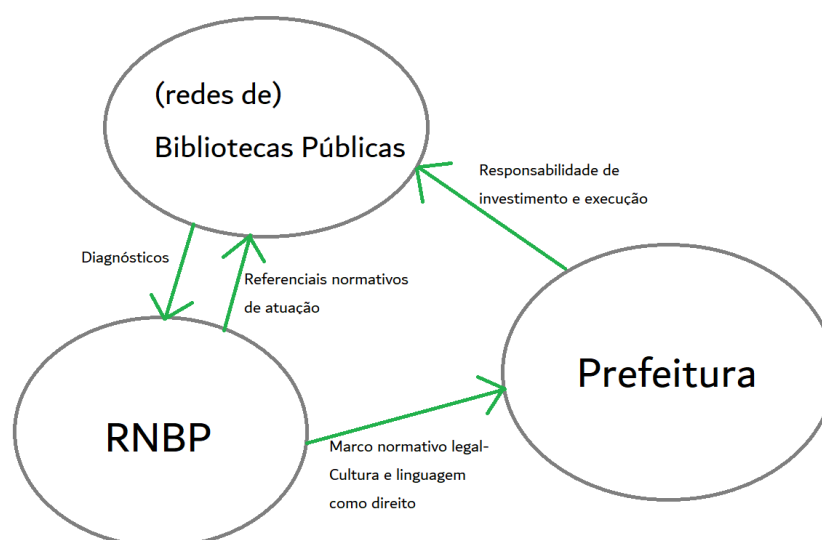 (redes de)
Bibliotecas Públicas
Responsabilidade de
investimento e execução
Diagnósticos
Referenciais normativos
de atuação
Prefeitura
RNBP
Marco normativo legal-
Cultura e linguagem
como direito